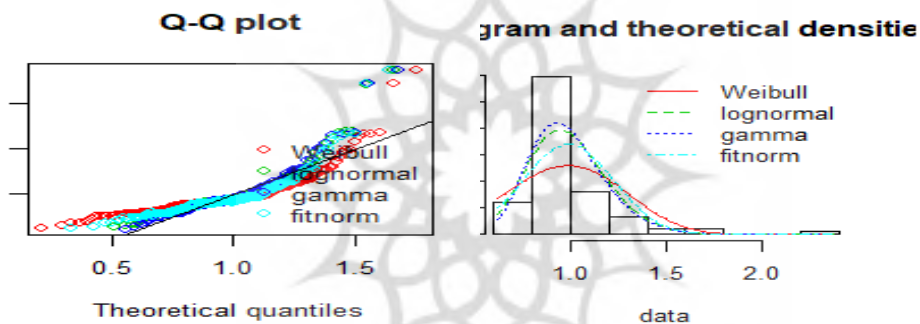 Q-Q plot
Weibull
lognormal
gamma
fitnorm
0.5 1.0 1.5
Theoretical quantiles
gram and theoretical densitie
Weibull
lognormal
gamma
fitnorm
1.0 1.5 2.0
data